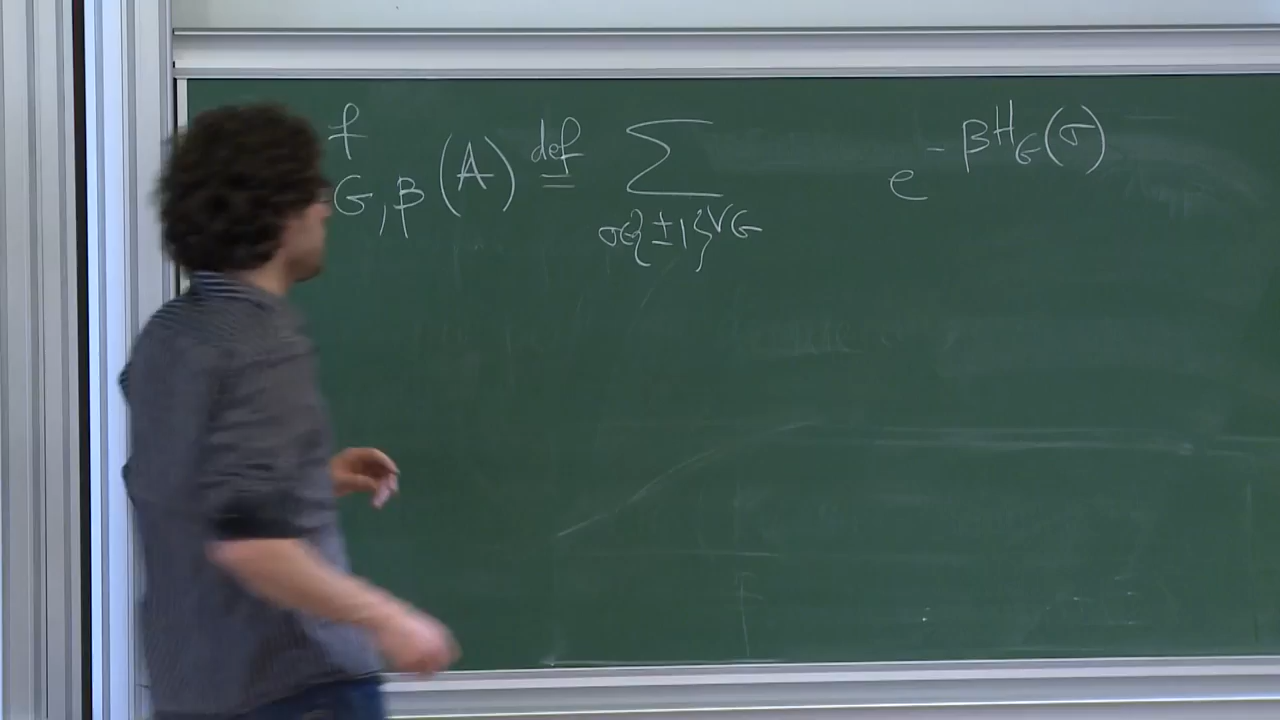 f
G,β (A) def= ∑ e^{-βH_G(σ)}
σ∈{±1}^{V_G}